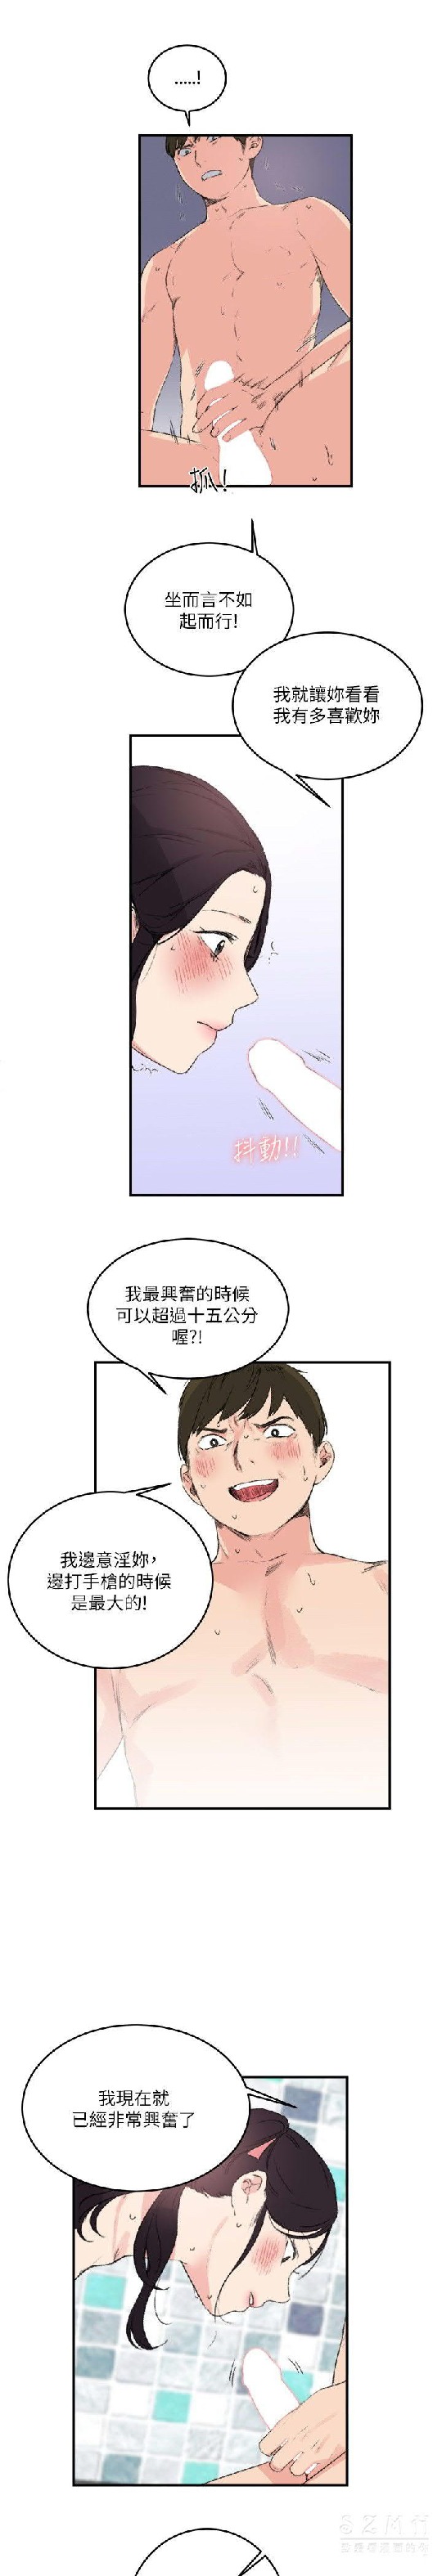 .....!
抓!
坐而言不如
起而行!
我就讓妳看看
我有多喜歡妳
抖動!!
我最興奮的時候
可以超過十五公分
喔?!
我邊意淫妳，
邊打手槍的時候
是最大的!
我現在就
已經非常興奮了